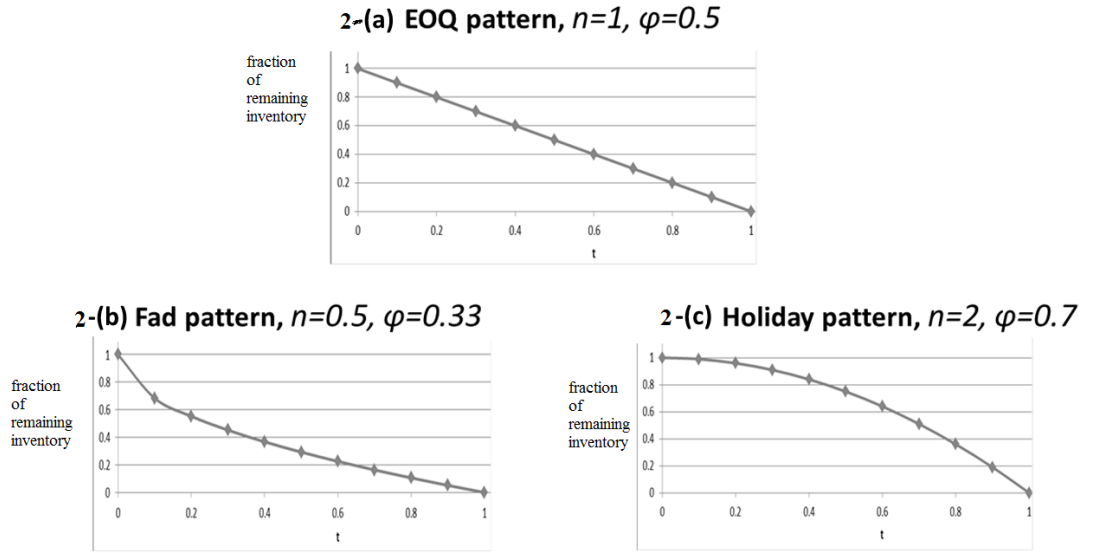 2-(a) EOQ pattern, n=1, φ=0.5
fraction
of
remaining
inventory
1
0.8
0.6
0.4
0.2
0
0 0.2 0.4 0.6 0.8 1
t
2-(b) Fad pattern, n=0.5, φ=0.33
fraction
of
remaining
inventory
1
0.8
0.6
0.4
0.2
0
0 0.2 0.4 0.6 0.8 1
t
2-(c) Holiday pattern, n=2, φ=0.7
fraction
of
remaining
inventory
1
0.8
0.6
0.4
0.2
0
0 0.2 0.4 0.6 0.8 1
t